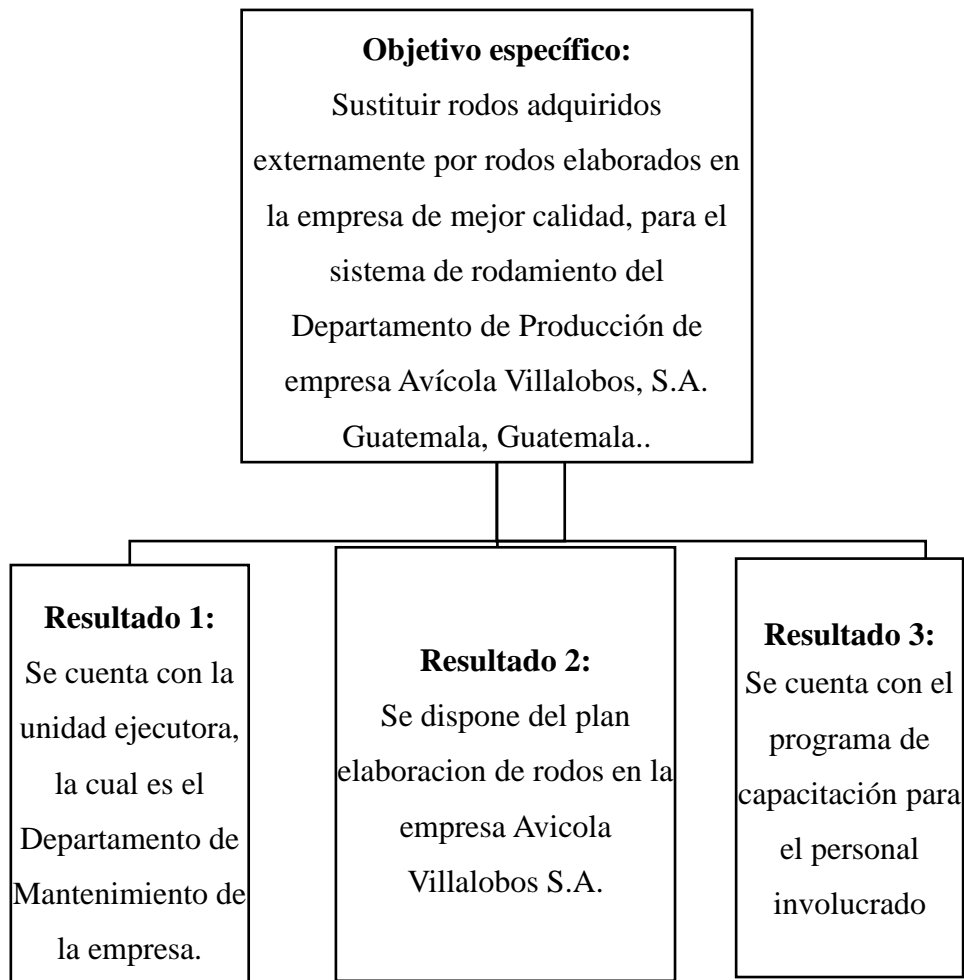 Objetivo específico:
Sustituir rodos adquiridos
externamente por rodos elaborados en
la empresa de mejor calidad, para el
sistema de rodamiento del
Departamento de Producción de
empresa Avícola Villalobos, S.A.
Guatemala, Guatemala..
Resultado 1:
Se cuenta con la
unidad ejecutora,
la cual es el
Departamento de
Mantenimiento de
la empresa.
Resultado 2:
Se dispone del plan
elaboracion de rodos en la
empresa Avicola
Villalobos S.A.
Resultado 3:
Se cuenta con el
programa de
capacitación para
el personal
involucrado